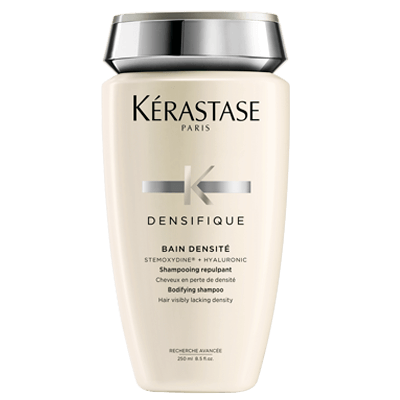 KÉRASTASE
PARIS
K
DENSIFIQUE
BAIN DENSITÉ
STEMOXYDINE® + HYALURONIC
Shampooing repulpant
Cheveux en perte de densité
Bodifying shampoo
Hair visibly lacking density
RECHERCHE AVANCÉE
250 ml 8.5 fl.oz.